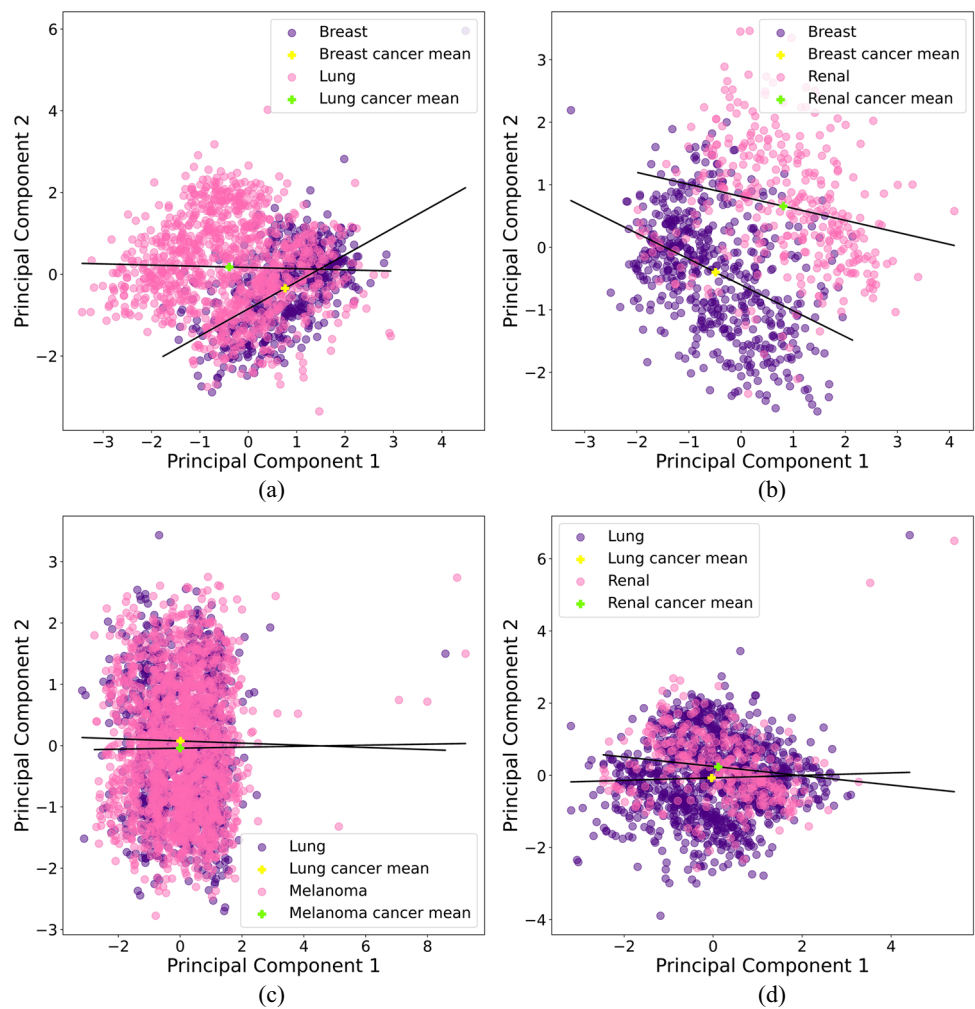 Principal Component 2
6
4
2
0
−2
Breast
Breast cancer mean
Lung
Lung cancer mean
−3
−2
−1
0
1
2
3
4
Principal Component 1
(a)
Principal Component 2
3
2
1
0
−1
−2
Breast
Breast cancer mean
Renal
Renal cancer mean
−3
−2
−1
0
1
2
3
4
Principal Component 1
(b)
Principal Component 2
3
2
1
0
−1
−2
−3
Lung
Lung cancer mean
Melanoma
Melanoma cancer mean
−2
0
2
4
6
8
Principal Component 1
(c)
Principal Component 2
6
4
2
0
−2
−4
Lung
Lung cancer mean
Renal
Renal cancer mean
−2
0
2
4
Principal Component 1
(d)